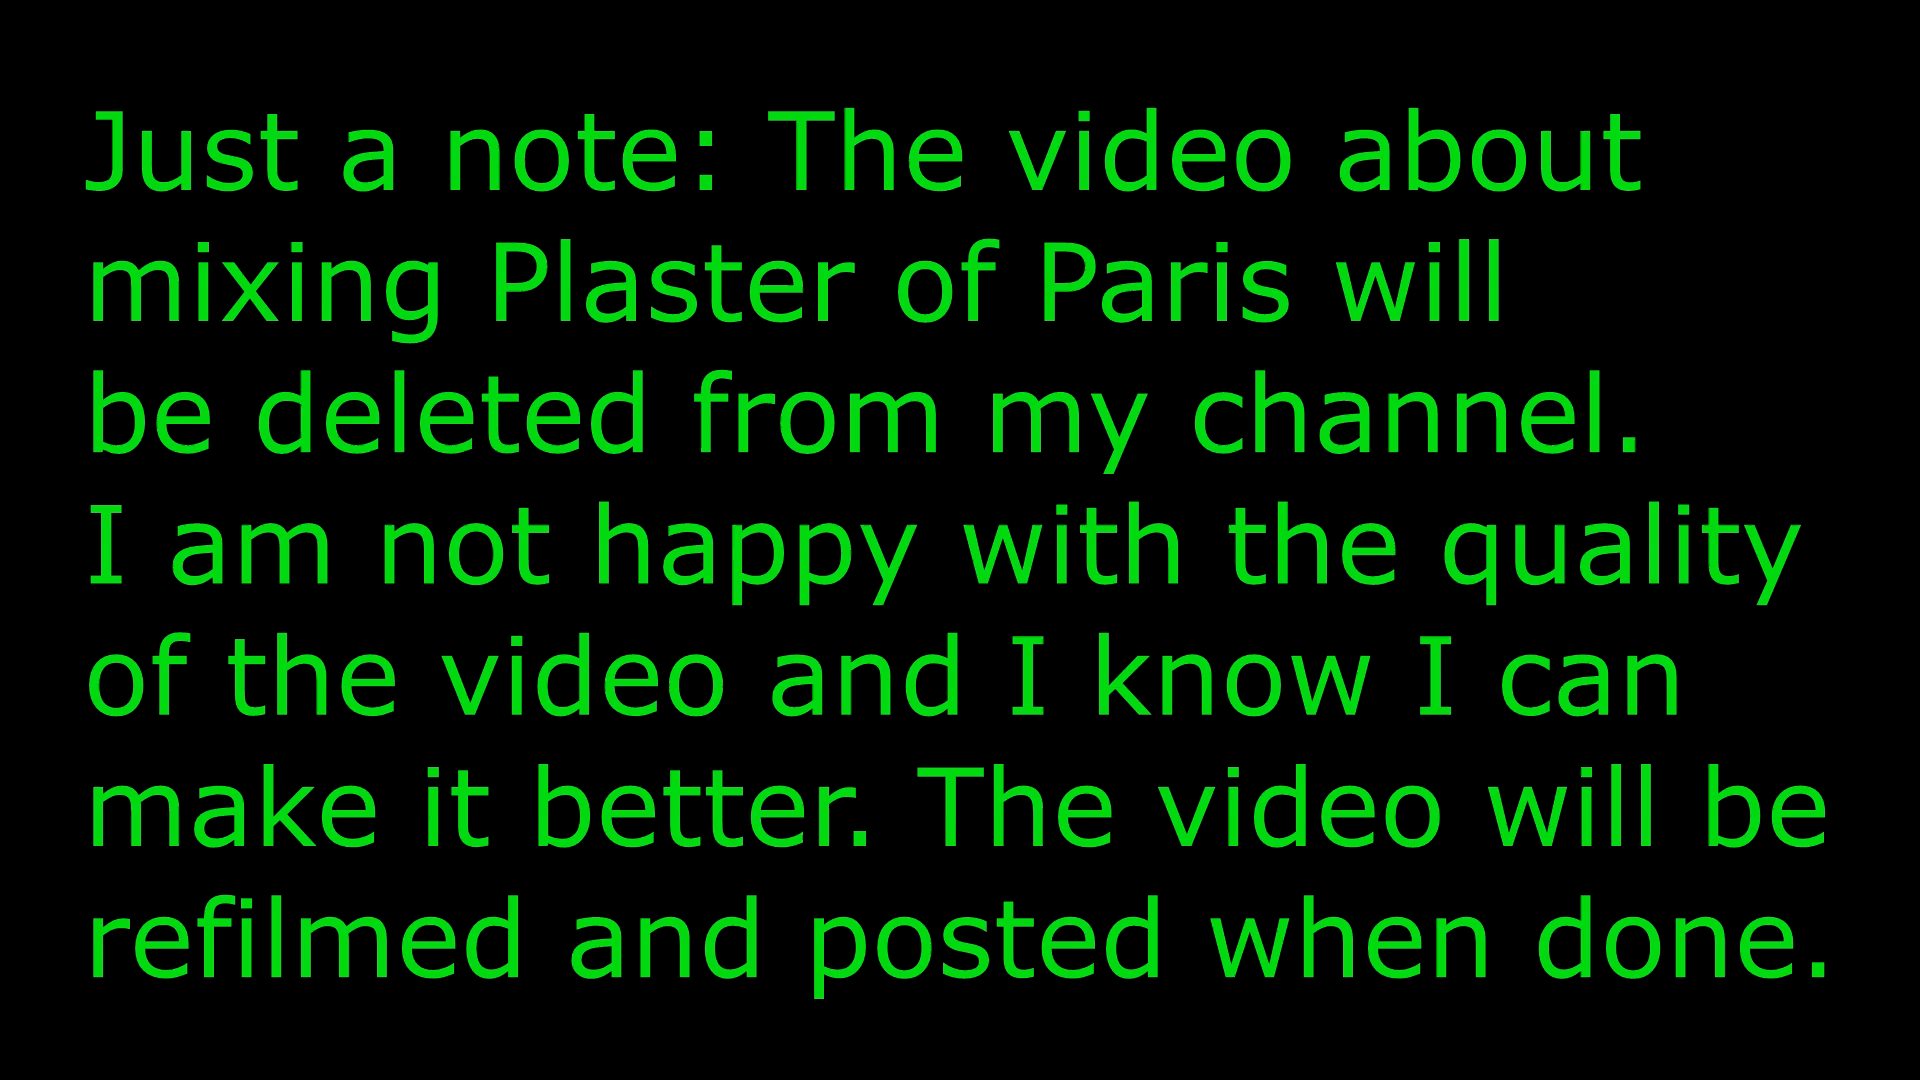 Just a note: The video about
mixing Plaster of Paris will
be deleted from my channel.
I am not happy with the quality
of the video and I know I can
make it better. The video will be
refilmed and posted when done.